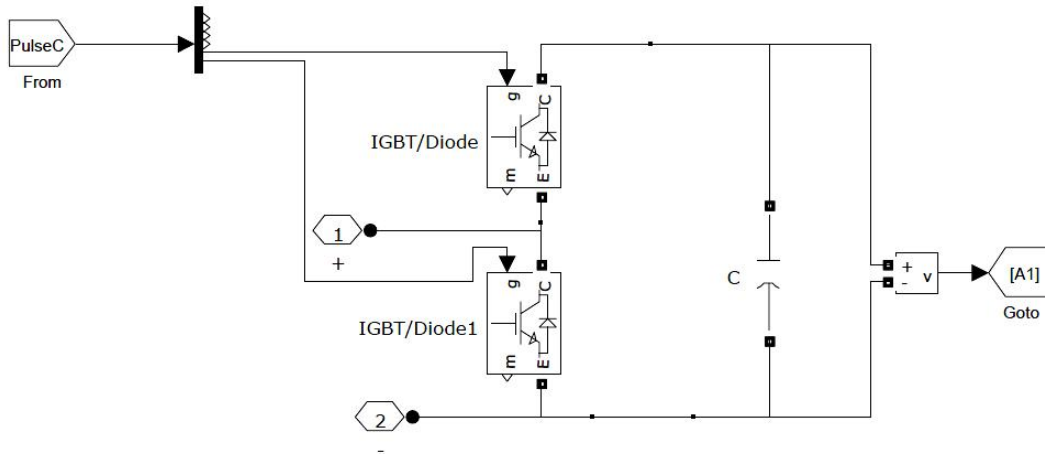 PulseC
From
g
C
IGBT/Diode
m
E
1
+
g
C
IGBT/Diode1
m
E
2
-
C
+
-
v
[A1]
Goto